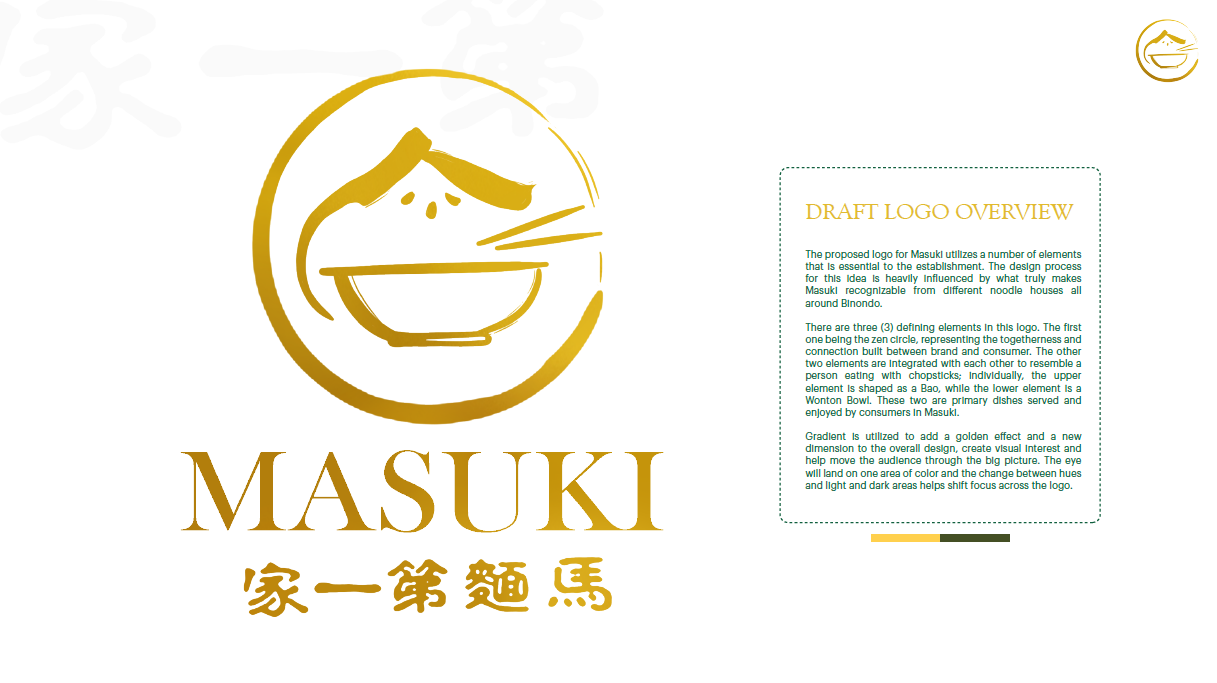 家一第
MASUKI
家一第麵馬
DRAFT LOGO OVERVIEW
The proposed logo for Masuki utilizes a number of elements
that is essential to the establishment. The design process
for this idea is heavily influenced by what truly makes
Masuki recognizable from different noodle houses all
around Binondo.
There are three (3) defining elements in this logo. The first
one being the zen circle, representing the togetherness and
connection built between brand and consumer. The other
two elements are integrated with each other to resemble a
person eating with chopsticks; individually, the upper
element is shaped as a Bao, while the lower element is a
Wonton Bowl. These two are primary dishes served and
enjoyed by consumers in Masuki.
Gradient is utilized to add a golden effect and a new
dimension to the overall design, create visual interest and
help move the audience through the big picture. The eye
will land on one area of color and the change between hues
and light and dark areas helps shift focus across the logo.